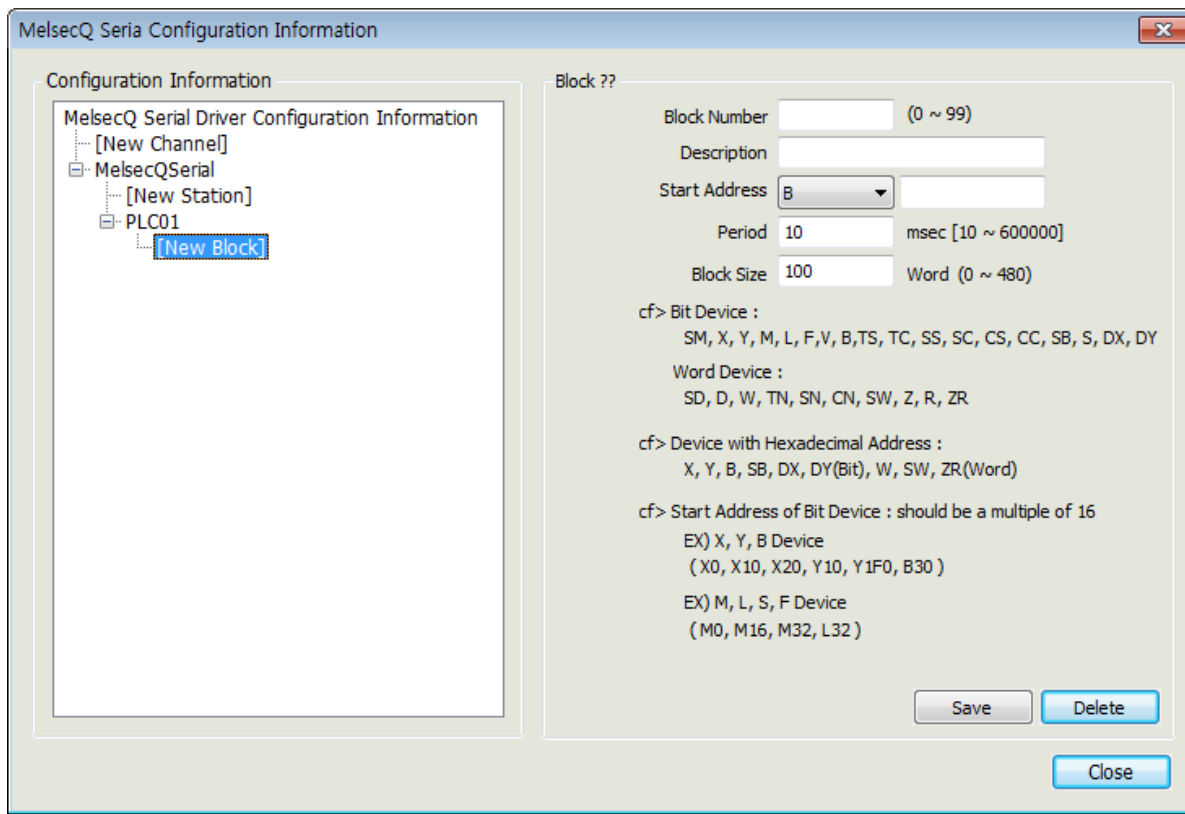 MelsecQ Seria Configuration Information
Configuration Information
MelsecQ Serial Driver Configuration Information
[New Channel]
MelsecQSerial
[New Station]
PLC01
[New Block]
Block ??
Block Number (0 ~ 99)
Description
Start Address B
Period 10 msec [10 ~ 600000]
Block Size 100 Word (0 ~ 480)
cf> Bit Device :
SM, X, Y, M, L, F,V, B,TS, TC, SS, SC, CS, CC, SB, S, DX, DY
Word Device :
SD, D, W, TN, SN, CN, SW, Z, R, ZR
cf> Device with Hexadecimal Address :
X, Y, B, SB, DX, DY(Bit), W, SW, ZR(Word)
cf> Start Address of Bit Device : should be a multiple of 16
EX) X, Y, B Device
( X0, X10, X20, Y10, Y1F0, B30 )
EX) M, L, S, F Device
( M0, M16, M32, L32 )
Save Delete
Close